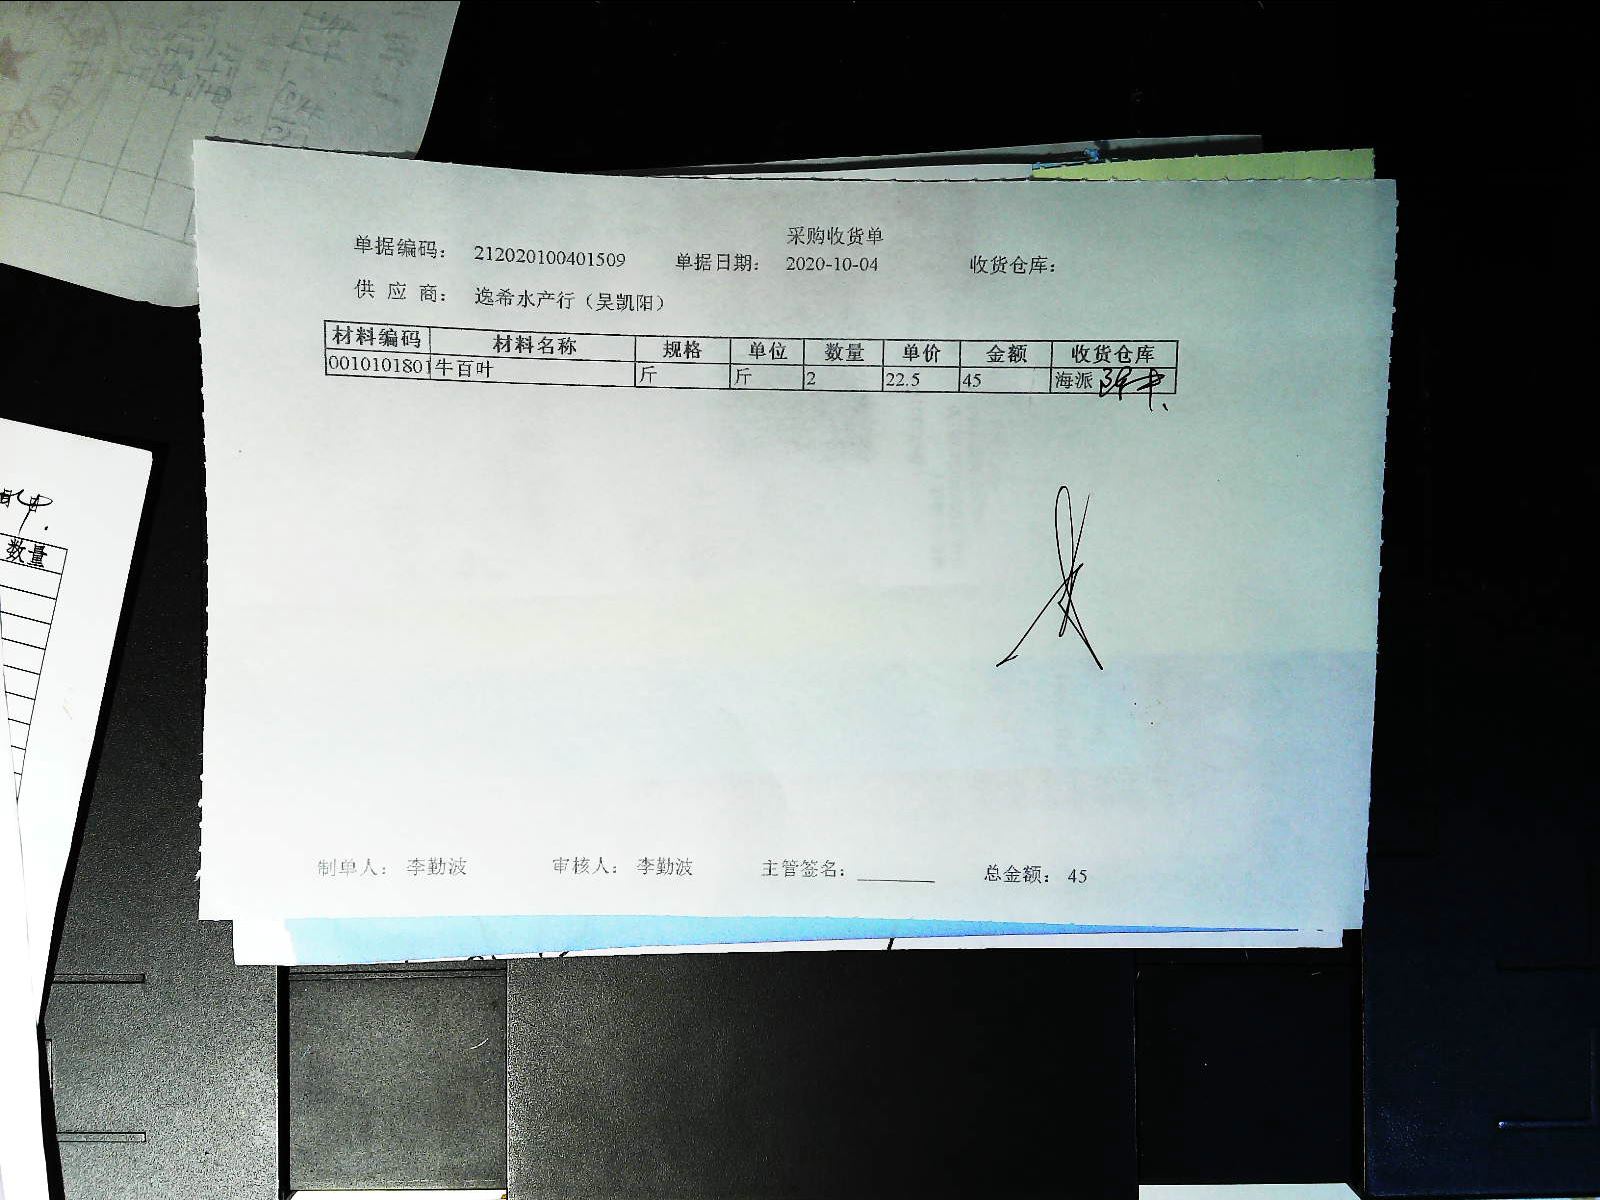 采购收货单
单据编码： 212020100401509 单据日期： 2020-10-04 收货仓库：
供 应 商： 逸希水产行（吴凯阳）
材料编码 材料名称 规格 单位 数量 单价 金额 收货仓库
0010101801 牛百叶 斤 斤 2 22.5 45 海派
制单人： 李勤波 审核人： 李勤波 主管签名： 总金额： 45
数量